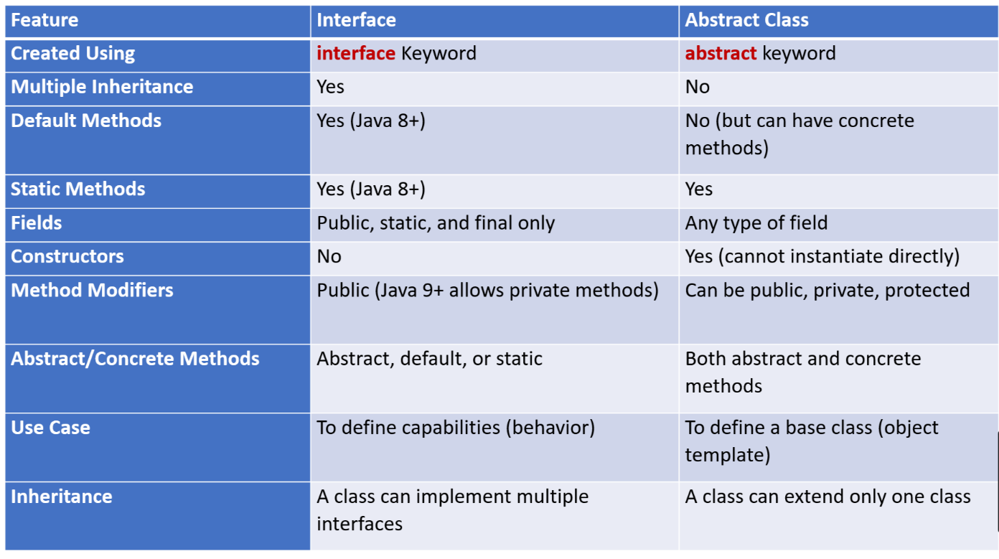 Feature Interface Abstract Class
Created Using interface Keyword abstract keyword
Multiple Inheritance Yes No
Default Methods Yes (Java 8+) No (but can have concrete
methods)
Static Methods Yes (Java 8+) Yes
Fields Public, static, and final only Any type of field
Constructors No Yes (cannot instantiate directly)
Method Modifiers Public (Java 9+ allows private methods) Can be public, private, protected
Abstract/Concrete Methods Abstract, default, or static Both abstract and concrete
methods
Use Case To define capabilities (behavior) To define a base class (object
template)
Inheritance A class can implement multiple A class can extend only one class
interfaces